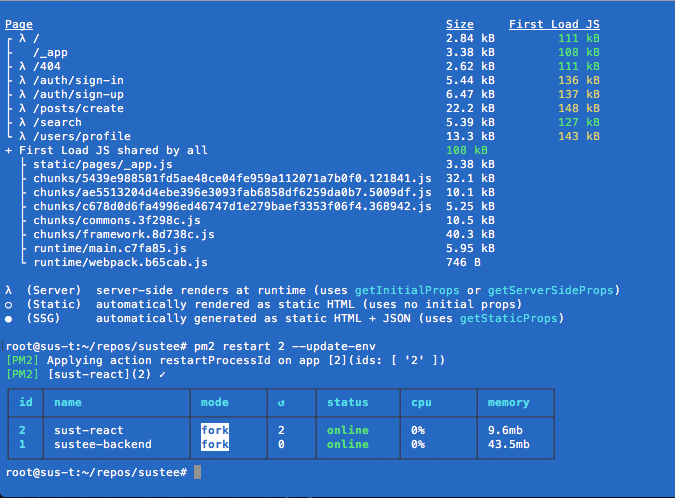 Page Size First Load JS
┌ λ / 2.84 kB 111 kB
├ /_app 3.38 kB 108 kB
├ λ /404 2.62 kB 111 kB
├ λ /auth/sign-in 5.44 kB 136 kB
├ λ /auth/sign-up 6.47 kB 137 kB
├ λ /posts/create 22.2 kB 148 kB
├ λ /search 5.39 kB 127 kB
└ λ /users/profile 13.3 kB 143 kB
+ First Load JS shared by all 108 kB
├ static/pages/_app.js 3.38 kB
├ chunks/5439e988581fd5ae48ce04fe959a112071a7b0f0.121841.js 32.1 kB
├ chunks/ae5513204d4ebe396e3093fab6858df6259da0b7.5009df.js 10.1 kB
├ chunks/c678d0d6fa4996ed46747d1e279baef3353f06f4.368942.js 5.25 kB
├ chunks/commons.3f298c.js 10.5 kB
├ chunks/framework.8d738c.js 40.3 kB
├ runtime/main.c7fa85.js 5.95 kB
└ runtime/webpack.b65cab.js 746 B
λ (Server) server-side renders at runtime (uses getInitialProps or getServerSideProps)
○ (Static) automatically rendered as static HTML (uses no initial props)
● (SSG) automatically generated as static HTML + JSON (uses getStaticProps)
root@sus-t:~/repos/sustee# pm2 restart 2 --update-env
[PM2] Applying action restartProcessId on app [2](ids: [ '2' ])
[PM2] [sust-react](2) ✓
id name mode ↺ status cpu memory
2 sust-react fork 2 online 0% 9.6mb
1 sustee-backend fork 0 online 0% 43.5mb
root@sus-t:~/repos/sustee#